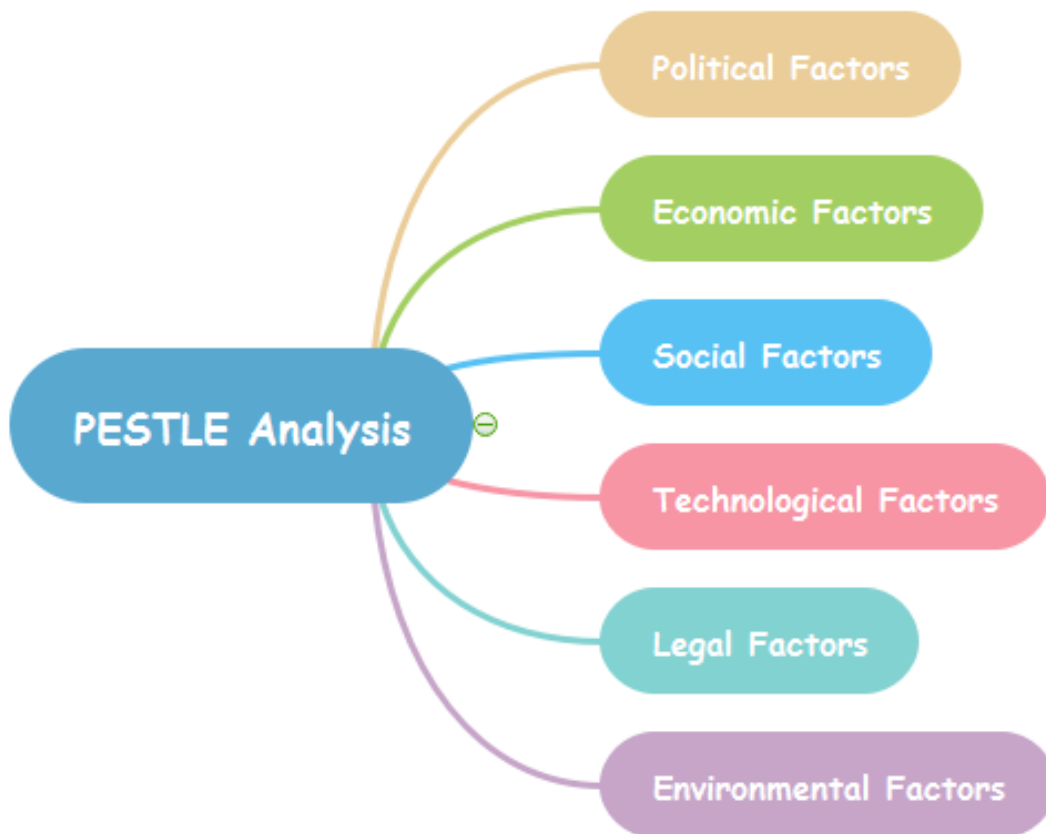 Political Factors
Economic Factors
Social Factors
PESTLE Analysis
Technological Factors
Legal Factors
Environmental Factors